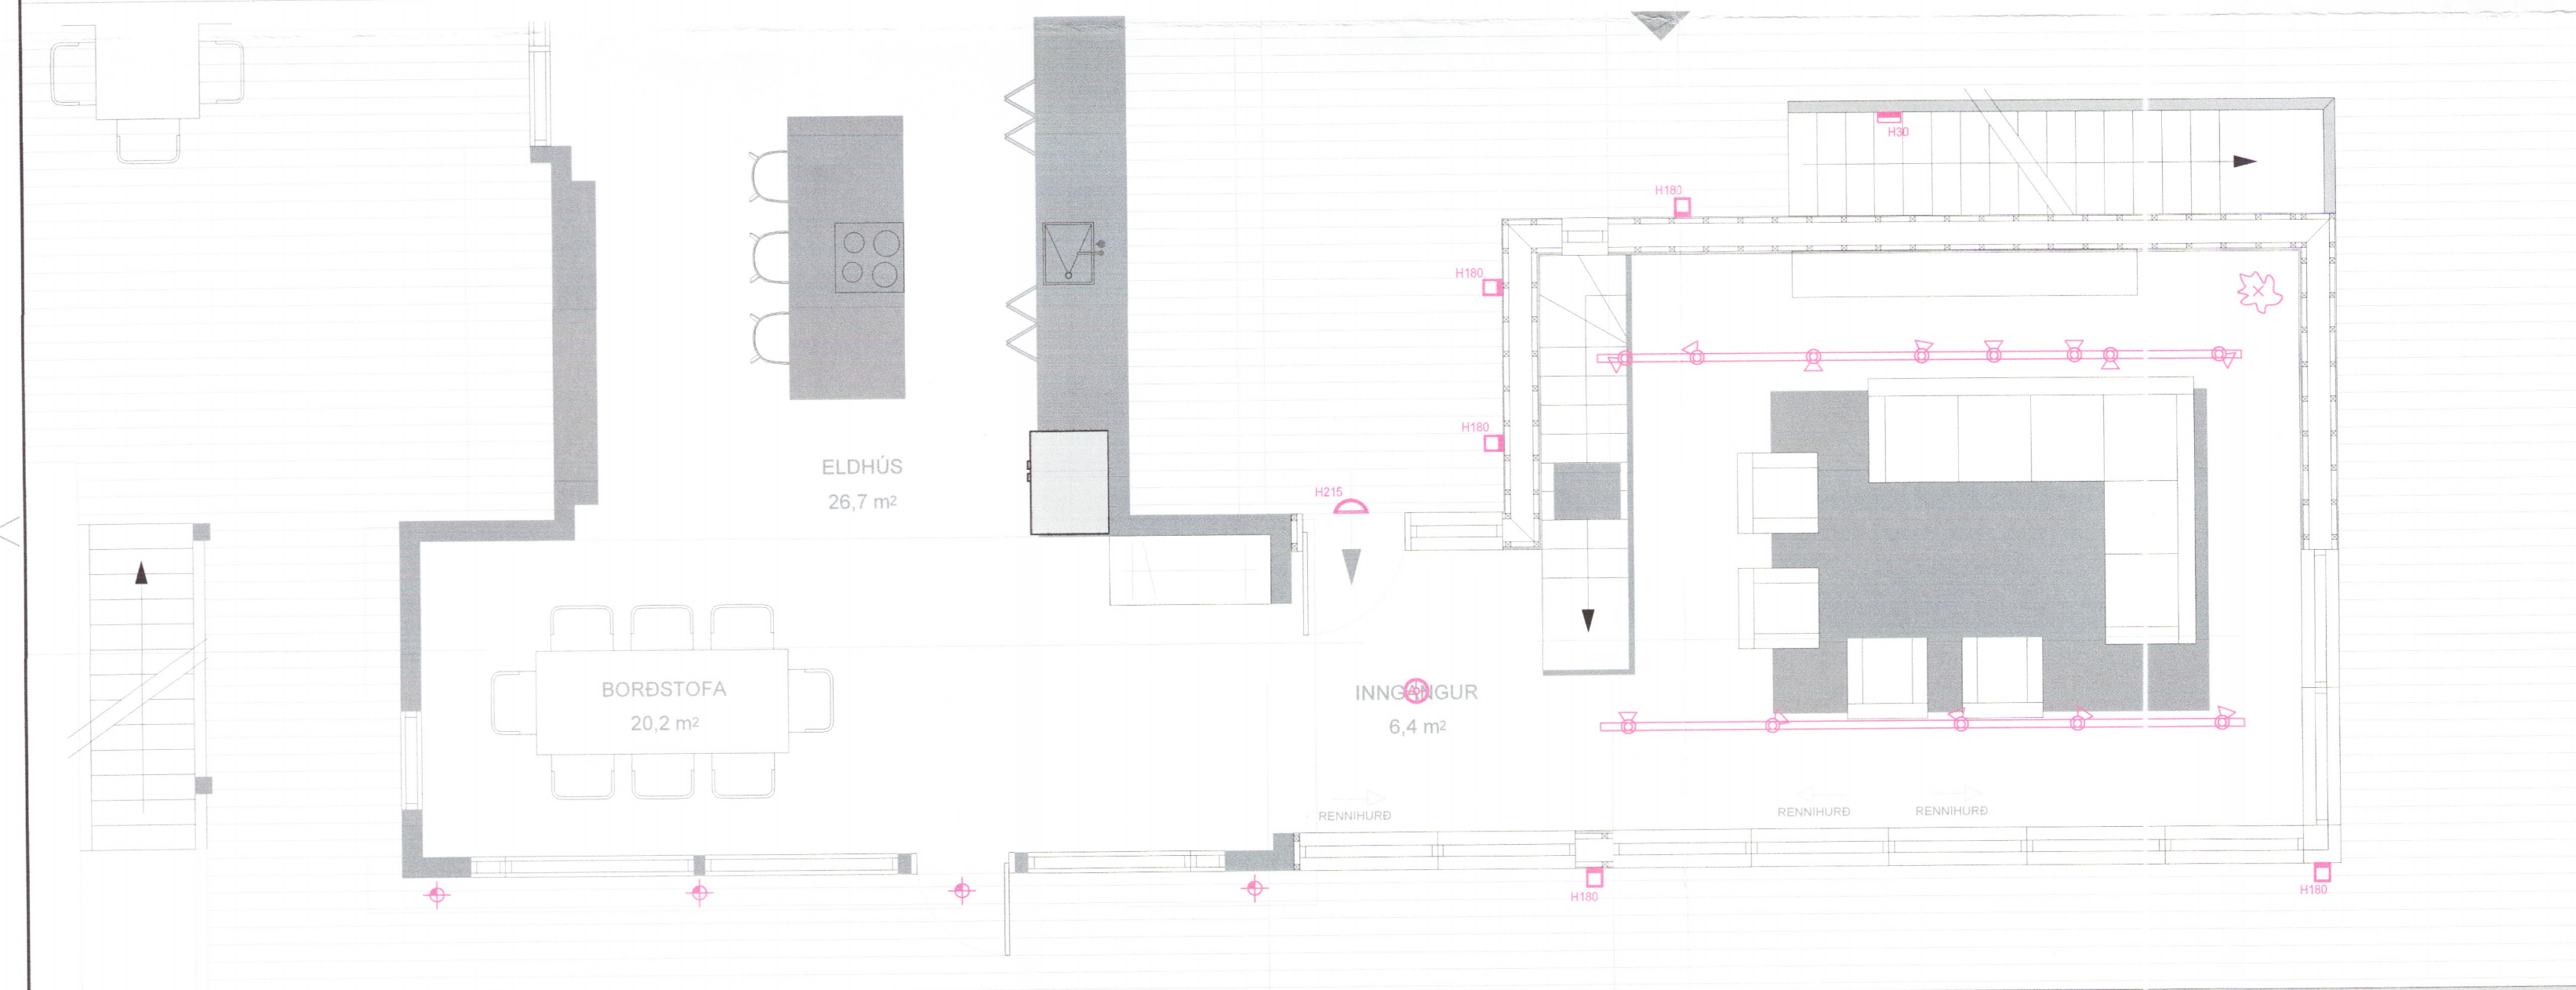 H30
H180
H180
H180
ELDHÚS
26,7 m2
H215
BORÐSTOFA
20,2 m2
INNGANGUR
6,4 m2
RENNIHURÐ
RENNIHURÐ
RENNIHURÐ
H180
H180